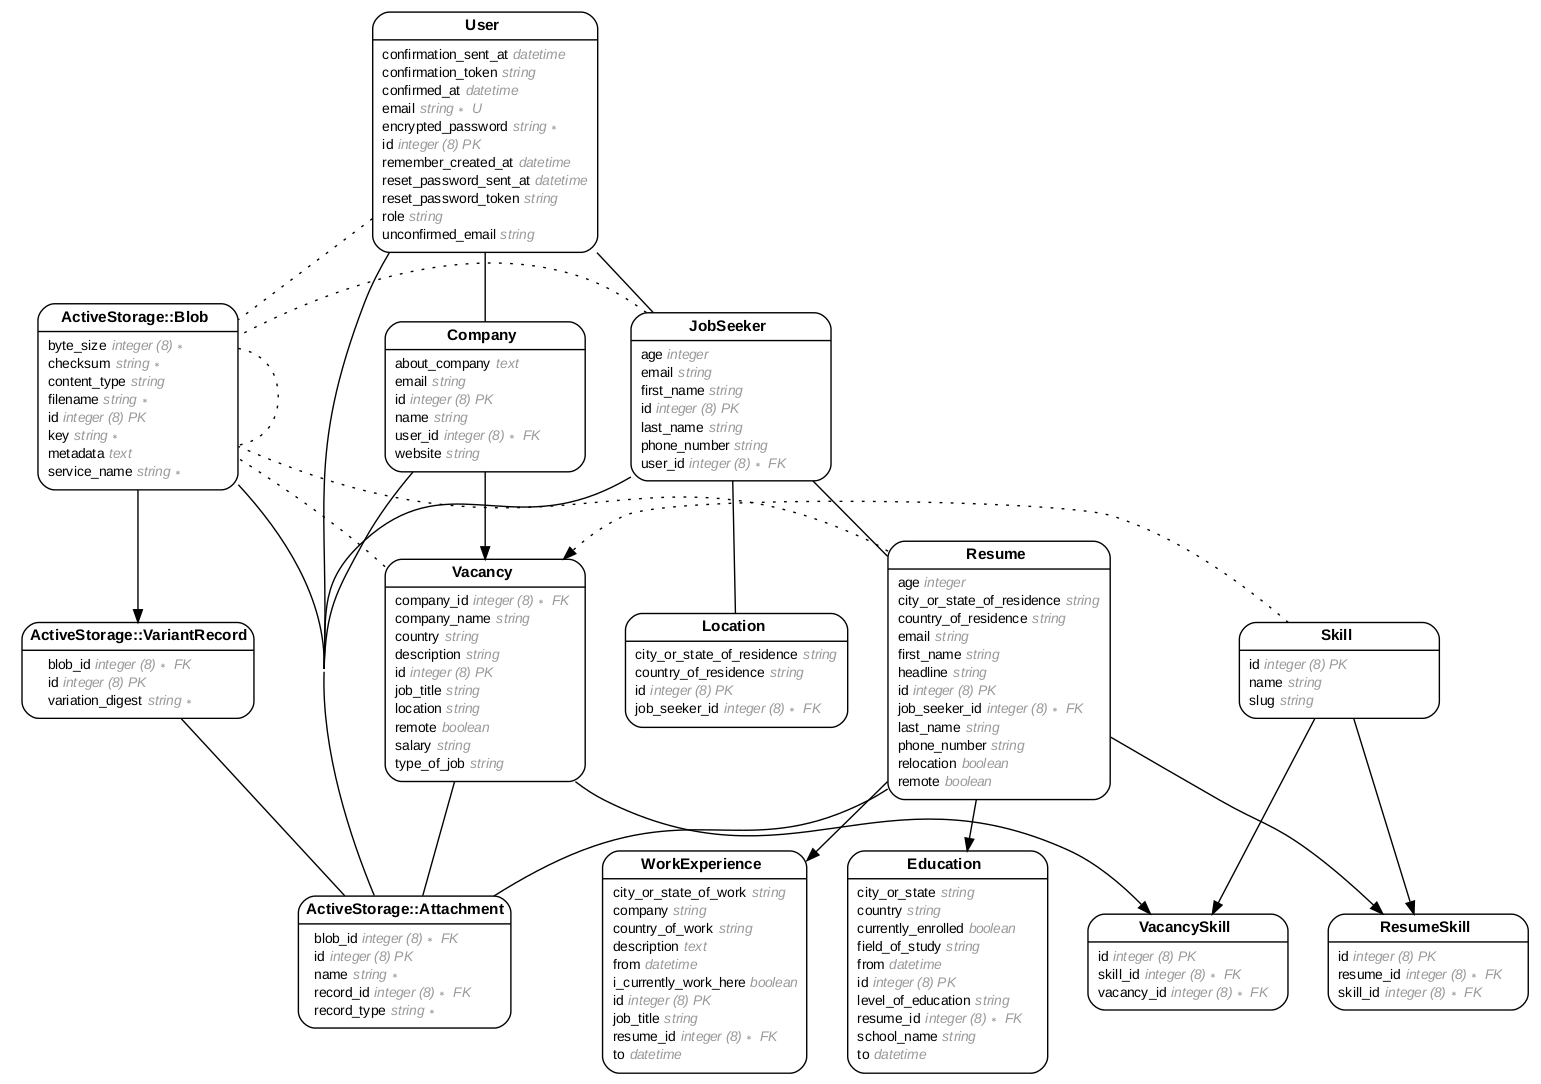 User
confirmation_sent_at datetime
confirmation_token string
confirmed_at datetime
email string ∗ U
encrypted_password string ∗
id integer (8) PK
remember_created_at datetime
reset_password_sent_at datetime
reset_password_token string
role string
unconfirmed_email string
ActiveStorage::Blob
byte_size integer (8) ∗
checksum string ∗
content_type string
filename string ∗
id integer (8) PK
key string ∗
metadata text
service_name string ∗
Company
about_company text
email string
id integer (8) PK
name string
user_id integer (8) ∗ FK
website string
JobSeeker
age integer
email string
first_name string
id integer (8) PK
last_name string
phone_number string
user_id integer (8) ∗ FK
ActiveStorage::VariantRecord
blob_id integer (8) ∗ FK
id integer (8) PK
variation_digest string ∗
Vacancy
company_id integer (8) ∗ FK
company_name string
country string
description string
id integer (8) PK
job_title string
location string
remote boolean
salary string
type_of_job string
Location
city_or_state_of_residence string
country_of_residence string
id integer (8) PK
job_seeker_id integer (8) ∗ FK
Resume
age integer
city_or_state_of_residence string
country_of_residence string
email string
first_name string
headline string
id integer (8) PK
job_seeker_id integer (8) ∗ FK
last_name string
phone_number string
relocation boolean
remote boolean
Skill
id integer (8) PK
name string
slug string
ActiveStorage::Attachment
blob_id integer (8) ∗ FK
id integer (8) PK
name string ∗
record_id integer (8) ∗ FK
record_type string ∗
WorkExperience
city_or_state_of_work string
company string
country_of_work string
description text
from datetime
i_currently_work_here boolean
id integer (8) PK
job_title string
resume_id integer (8) ∗ FK
to datetime
Education
city_or_state string
country string
currently_enrolled boolean
field_of_study string
from datetime
id integer (8) PK
level_of_education string
resume_id integer (8) ∗ FK
school_name string
to datetime
VacancySkill
id integer (8) PK
skill_id integer (8) ∗ FK
vacancy_id integer (8) ∗ FK
ResumeSkill
id integer (8) PK
resume_id integer (8) ∗ FK
skill_id integer (8) ∗ FK